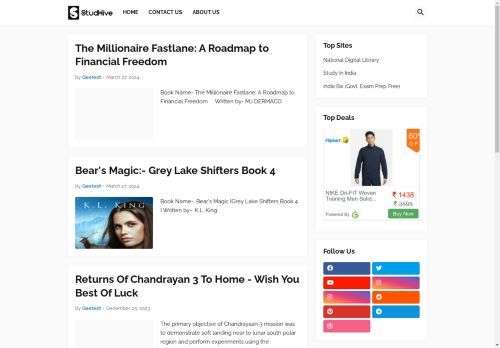 StudHive
HOME CONTACT US ABOUT US
The Millionaire Fastlane: A Roadmap to
Financial Freedom
by Geetesh - March 27, 2024
Book Name- The Millionaire Fastlane: A Roadmap to
Financial Freedom Written by- MJ DEMARCO
Bear's Magic:- Grey Lake Shifters Book 4
by Geetesh - March 27, 2024
K.L. KING
Book Name- Bear's Magic (Grey Lake Shifters Book 4
) Written by- K.L. King
Returns Of Chandrayan 3 To Home - Wish You
Best Of Luck
by Geetesh - December 05, 2023
The primary objective of Chandrayaan-3 mission was
to demonstrate soft landing near to lunar south polar
region and perform experiments using the
Top Sites
National Digital Library
Study In India
India Bix (Govt. Exam Prep Free)
Top Deals
Flipkart
60%
OFF
NIKE Dri-FIT Woven
Training Men Solid...
₹ 1438
₹ 3595
Powered By
Buy Now
Follow Us